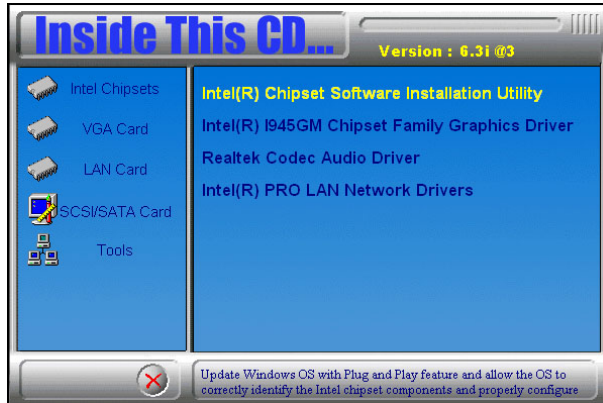 Inside This CD...
Version : 6.3i @3
Intel Chipsets
VGA Card
LAN Card
SCSI/SATA Card
Tools
Intel(R) Chipset Software Installation Utility
Intel(R) I945GM Chipset Family Graphics Driver
Realtek Codec Audio Driver
Intel(R) PRO LAN Network Drivers
Update Windows OS with Plug and Play feature and allow the OS to
correctly identify the Intel chipset components and properly configure